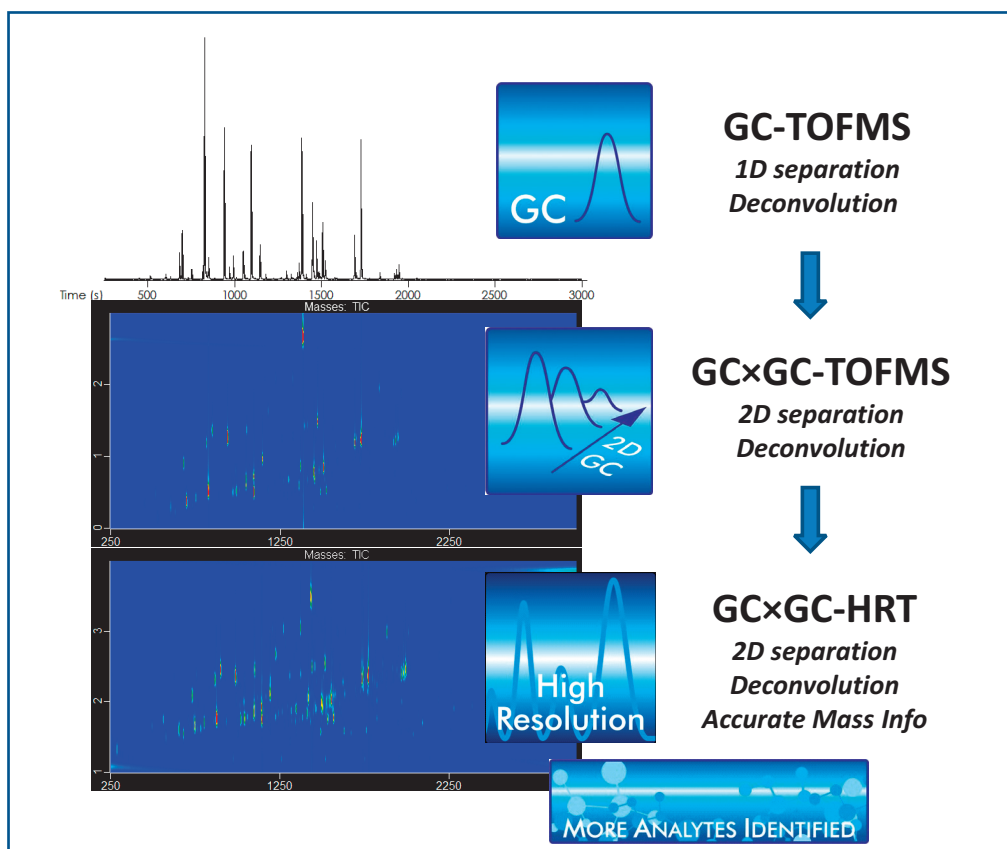 GC
GC-TOFMS
1D separation
Deconvolution
Time (s) 500 1000 1500 2000 2500 3000
Masses: TIC
2
1
0
250 1250 2250
2D
GC
GC×GC-TOFMS
2D separation
Deconvolution
Masses: TIC
3
2
1
250 1250 2250
High
Resolution
GC×GC-HRT
2D separation
Deconvolution
Accurate Mass Info
MORE ANALYTES IDENTIFIED